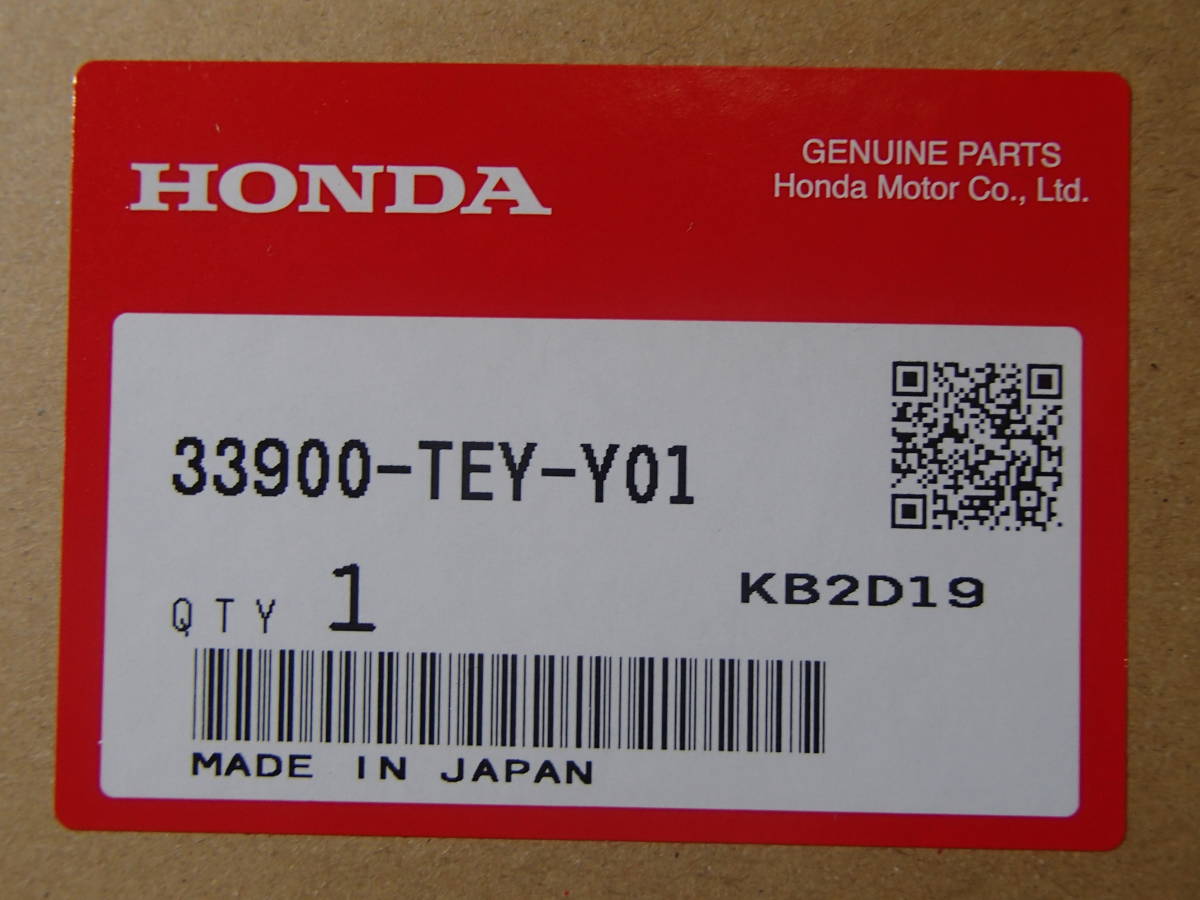 HONDA
GENUINE PARTS
Honda Motor Co., Ltd.
33900-TEY-Y01
QTY 1
KB2D19
MADE IN JAPAN